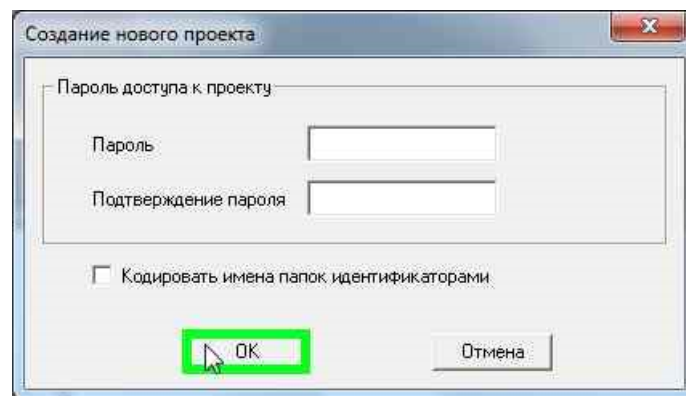 Создание нового проекта
Пароль доступа к проекту
Пароль
Подтверждение пароля
Кодировать имена папок идентификаторами
OK
Отмена